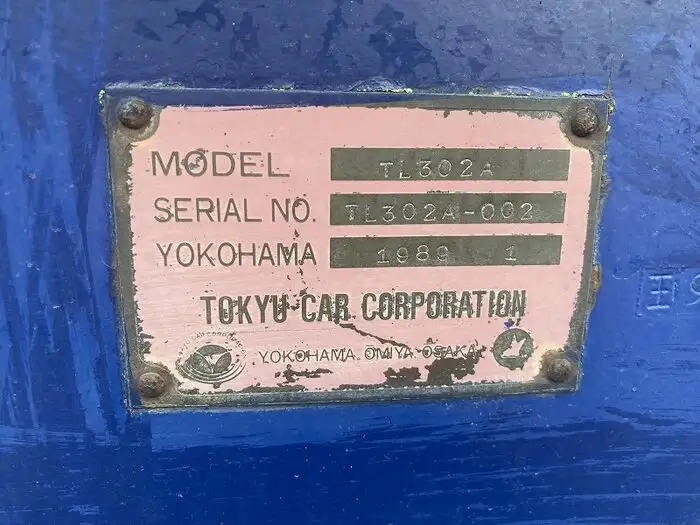 MODEL TL302A
SERIAL NO. TL302A-002
YOKOHAMA 1989 1
TOKYU CAR CORPORATION
YOKOHAMA OMIYA OSAKA